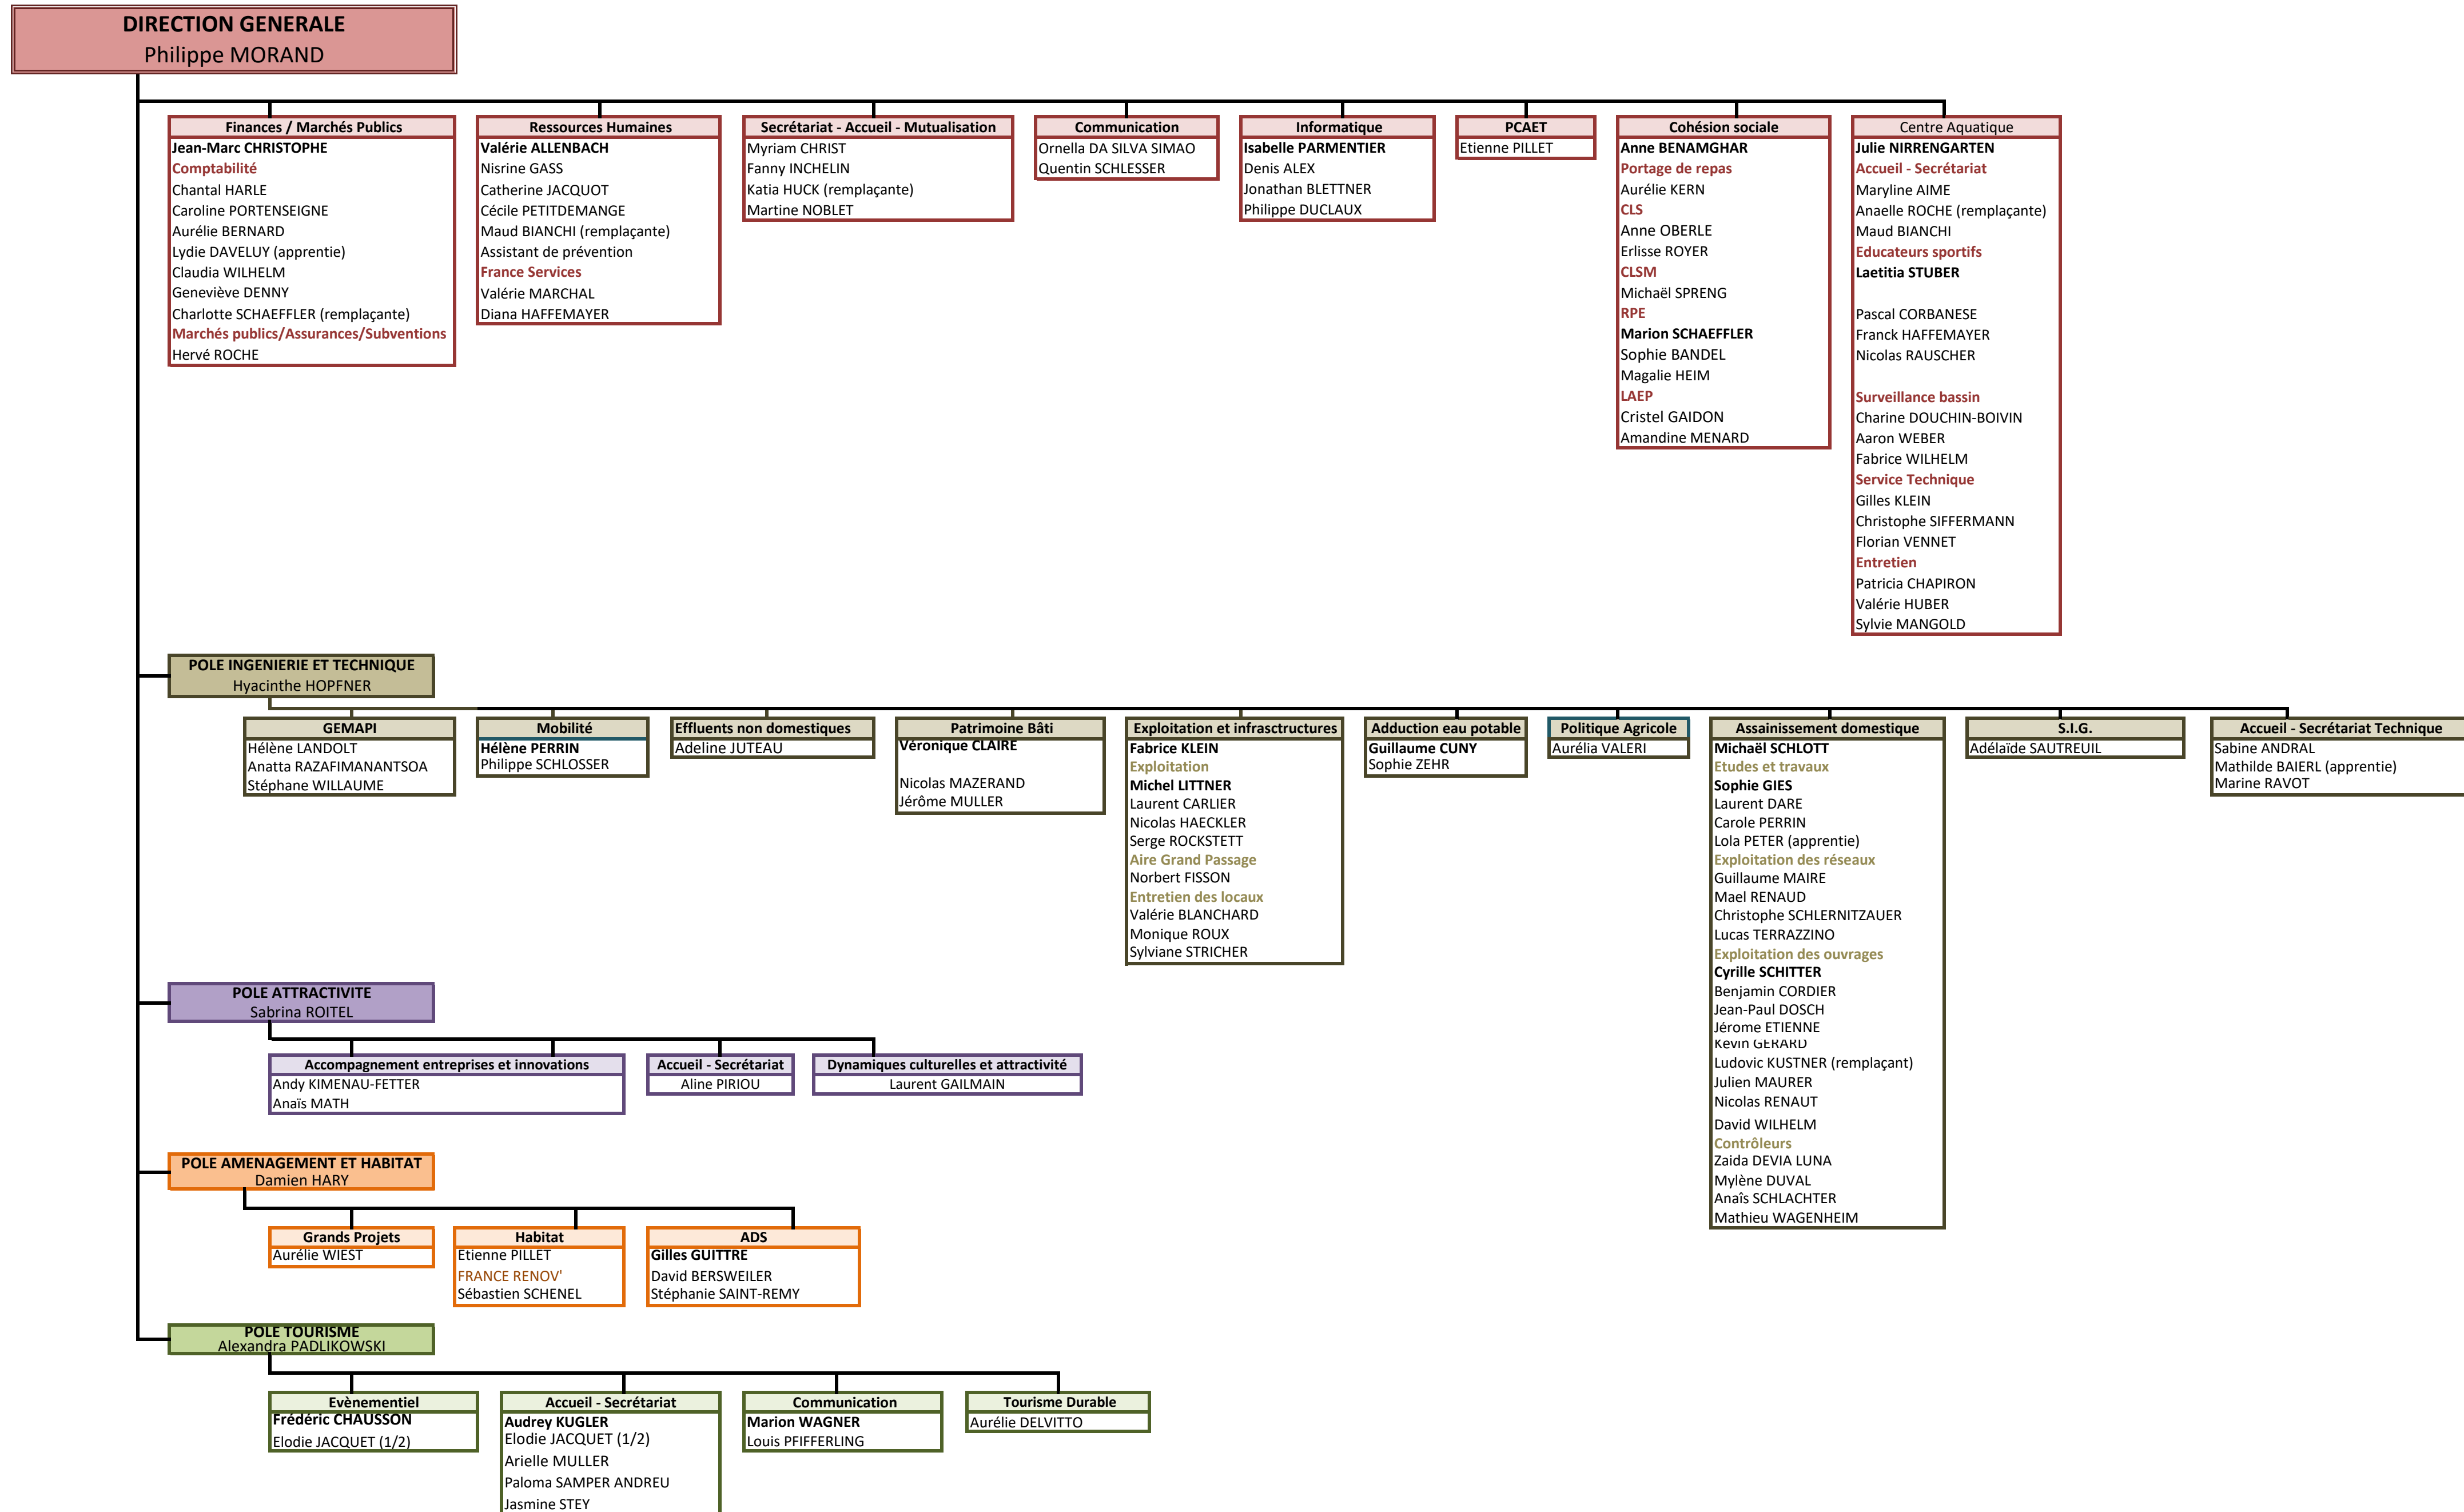 DIRECTION GENERALE
Philippe MORAND
Finances / Marchés Publics
Jean-Marc CHRISTOPHE
Comptabilité
Chantal HARLE
Caroline PORTENSEIGNE
Aurélie BERNARD
Lydie DAVELUY (apprentie)
Claudia WILHELM
Geneviève DENNY
Charlotte SCHAEFFLER (remplaçante)
Marchés publics/Assurances/Subventions
Hervé ROCHE
Ressources Humaines
Valérie ALLENBACH
Nisrine GASS
Catherine JACQUOT
Cécile PETITDEMANGE
Maud BIANCHI (remplaçante)
Assistant de prévention
France Services
Valérie MARCHAL
Diana HAFFEMAYER
Secrétariat - Accueil - Mutualisation
Myriam CHRIST
Fanny INCHELIN
Katia HUCK (remplaçante)
Martine NOBLET
Communication
Ornella DA SILVA SIMAO
Quentin SCHLESSER
Informatique
Isabelle PARMENTIER
Denis ALEX
Jonathan BLETTNER
Philippe DUCLAUX
PCAET
Etienne PILLET
Cohésion sociale
Anne BENAMGHAR
Portage de repas
Aurélie KERN
CLS
Anne OBERLE
Erlisse ROYER
CLSM
Michaël SPRENG
RPE
Marion SCHAEFFLER
Sophie BANDEL
Magalie HEIM
LAEP
Cristel GAIDON
Amandine MENARD
Centre Aquatique
Julie NIRRENGARTEN
Accueil - Secrétariat
Maryline AIME
Anaelle ROCHE (remplaçante)
Maud BIANCHI
Educateurs sportifs
Laetitia STUBER
Pascal CORBANESE
Franck HAFFEMAYER
Nicolas RAUSCHER
Surveillance bassin
Charine DOUCHIN-BOIVIN
Aaron WEBER
Fabrice WILHELM
Service Technique
Gilles KLEIN
Christophe SIFFERMANN
Florian VENNET
Entretien
Patricia CHAPIRON
Valérie HUBER
Sylvie MANGOLD
POLE INGENIERIE ET TECHNIQUE
Hyacinthe HOPFNER
GEMAPI
Hélène LANDOLT
Anatta RAZAFIMANANTSOA
Stéphane WILLAUME
Mobilité
Hélène PERRIN
Philippe SCHLOSSER
Effluents non domestiques
Adeline JUTEAU
Patrimoine Bâti
Véronique CLAIRE
Nicolas MAZERAND
Jérôme MULLER
Exploitation et infrasctructures
Fabrice KLEIN
Exploitation
Michel LITTNER
Laurent CARLIER
Nicolas HAECKLER
Serge ROCKSTETT
Aire Grand Passage
Norbert FISSON
Entretien des locaux
Valérie BLANCHARD
Monique ROUX
Sylviane STRICHER
Adduction eau potable
Guillaume CUNY
Sophie ZEHR
Politique Agricole
Aurélia VALERI
Assainissement domestique
Michaël SCHLOTT
Etudes et travaux
Sophie GIES
Laurent DARE
Carole PERRIN
Lola PETER (apprentie)
Exploitation des réseaux
Guillaume MAIRE
Mael RENAUD
Christophe SCHLERNITZAUER
Lucas TERRAZZINO
Exploitation des ouvrages
Cyrille SCHITTER
Benjamin CORDIER
Jean-Paul DOSCH
Jérome ETIENNE
Kevin GERARD
Ludovic KUSTNER (remplaçant)
Julien MAURER
Nicolas RENAUT
David WILHELM
Contrôleurs
Zaida DEVIA LUNA
Mylène DUVAL
Anaîs SCHLACHTER
Mathieu WAGENHEIM
S.I.G.
Adélaïde SAUTREUIL
Accueil - Secrétariat Technique
Sabine ANDRAL
Mathilde BAIERL (apprentie)
Marine RAVOT
POLE ATTRACTIVITE
Sabrina ROITEL
Accompagnement entreprises et innovations
Andy KIMENAU-FETTER
Anaïs MATH
Accueil - Secrétariat
Aline PIRIOU
Dynamiques culturelles et attractivité
Laurent GAILMAIN
POLE AMENAGEMENT ET HABITAT
Damien HARY
Grands Projets
Aurélie WIEST
Habitat
Etienne PILLET
FRANCE RENOV'
Sébastien SCHENEL
ADS
Gilles GUITTRE
David BERSWEILER
Stéphanie SAINT-REMY
POLE TOURISME
Alexandra PADLIKOWSKI
Evènementiel
Frédéric CHAUSSON
Elodie JACQUET (1/2)
Accueil - Secrétariat
Audrey KUGLER
Elodie JACQUET (1/2)
Arielle MULLER
Paloma SAMPER ANDREU
Jasmine STEY
Communication
Marion WAGNER
Louis PFIFFERLING
Tourisme Durable
Aurélie DELVITTO